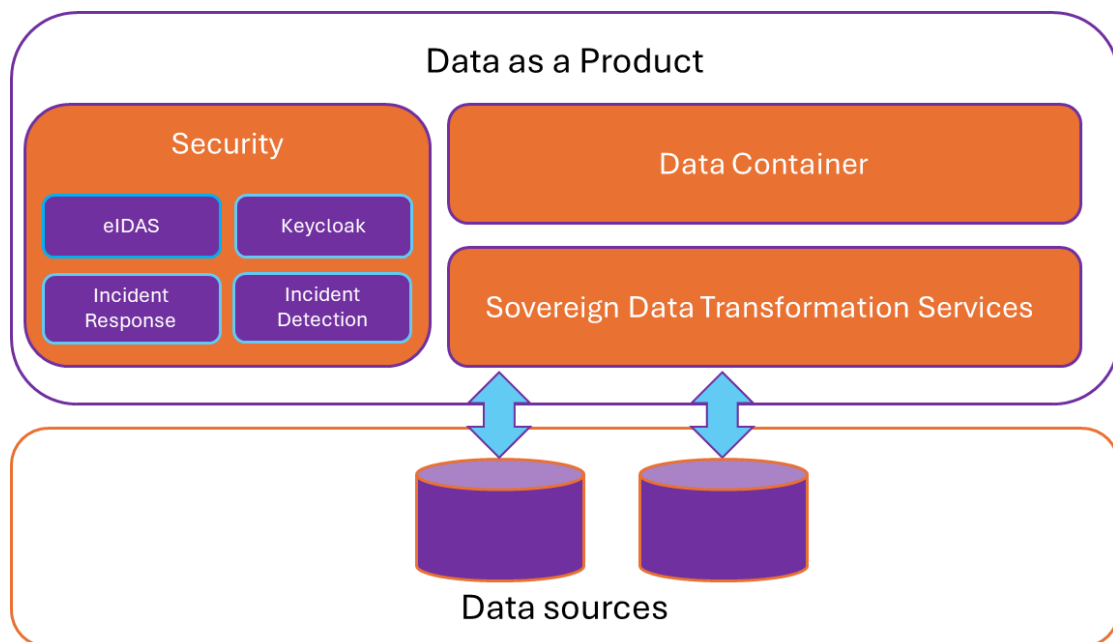 Data as a Product
Security
Data Container
eIDAS
Keycloak
Incident
Response
Incident
Detection
Sovereign Data Transformation Services
Data sources